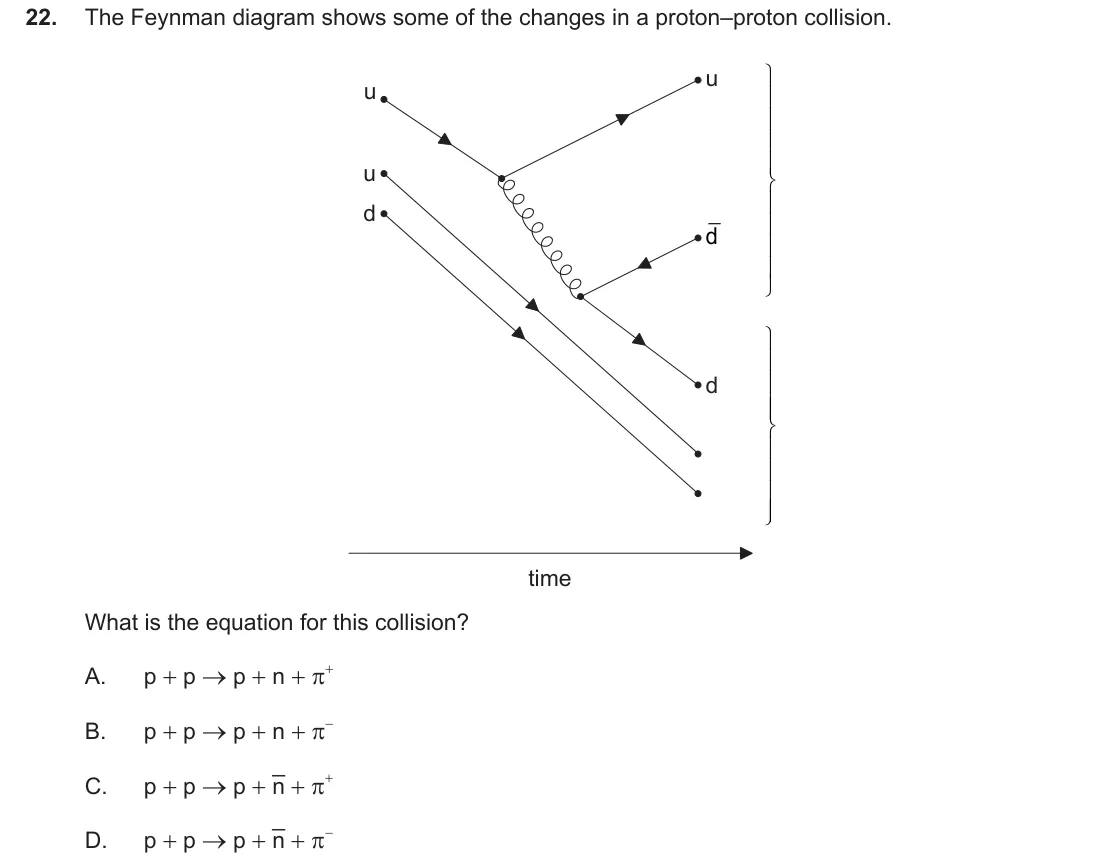 22. The Feynman diagram shows some of the changes in a proton–proton collision.
u
u
u
d
d̅
d
time
What is the equation for this collision?
A. p + p → p + n + π⁺
B. p + p → p + n + π⁻
C. p + p → p + n̅ + π⁺
D. p + p → p + n̅ + π⁻